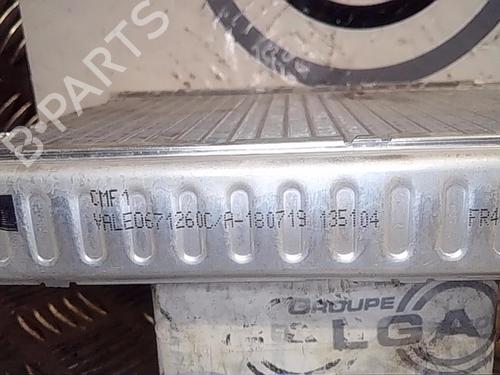 B-PARTS
CMF1
VALEO671260C/A-180719 135104
FR4
GROUPE
LGA